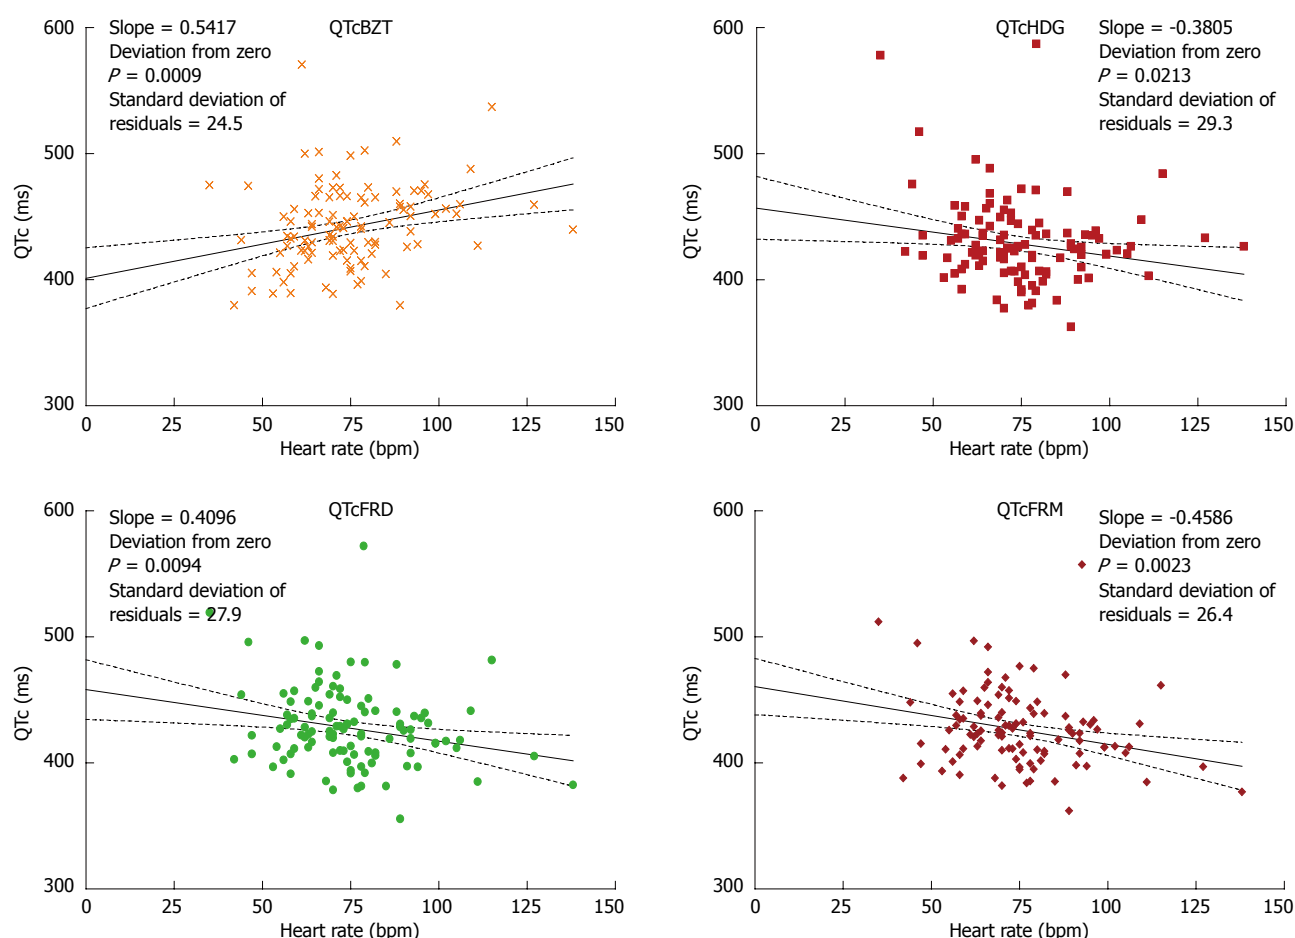 QTcBZT
Slope = 0.5417
Deviation from zero
P = 0.0009
Standard deviation of
residuals = 24.5
600
500
400
300
QTc (ms)
0 25 50 75 100 125 150
Heart rate (bpm)
QTcHDG
Slope = -0.3805
Deviation from zero
P = 0.0213
Standard deviation of
residuals = 29.3
600
500
400
300
QTc (ms)
0 25 50 75 100 125 150
Heart rate (bpm)
QTcFRD
Slope = 0.4096
Deviation from zero
P = 0.0094
Standard deviation of
residuals = 27.9
600
500
400
300
QTc (ms)
0 25 50 75 100 125 150
Heart rate (bpm)
QTcFRM
Slope = -0.4586
Deviation from zero
P = 0.0023
Standard deviation of
residuals = 26.4
600
500
400
300
QTc (ms)
0 25 50 75 100 125 150
Heart rate (bpm)